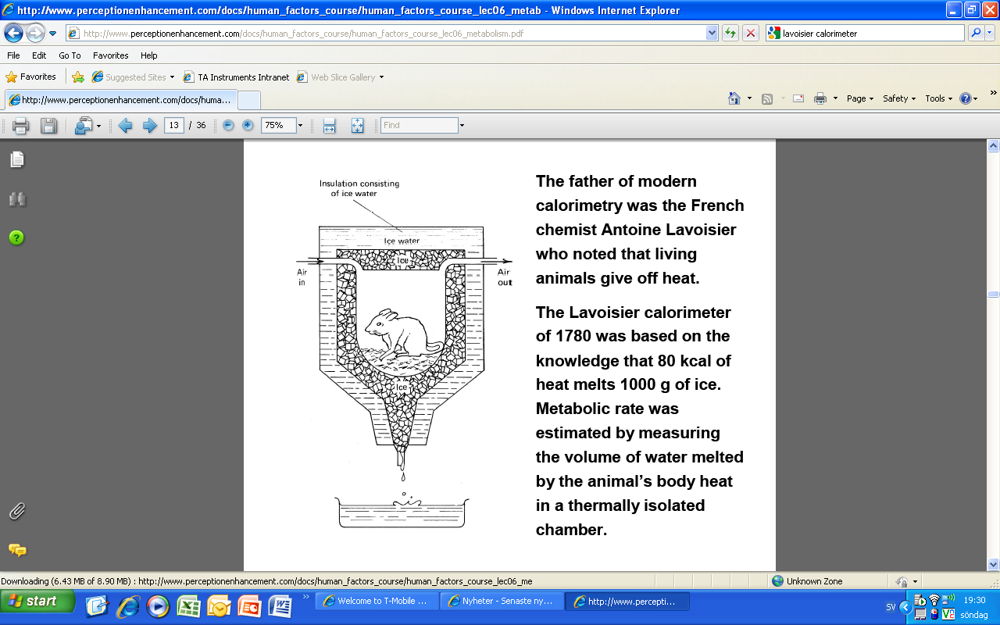 http://www.perceptionenhancement.com/docs/human_factors_course/human_factors_course_lec06_metab - Windows Internet Explorer
http://www.perceptionenhancement.com/docs/human_factors_course/human_factors_course_lec06_metabolism.pdf
lavoisier calorimeter
File Edit Go To Favorites Help
Favorites Suggested Sites TA Instruments Intranet Web Slice Gallery
http://www.perceptionenhancement.com/docs/huma...
Page Safety Tools
13 / 36 75% Find
Insulation consisting
of ice water
Ice water
Ice
Air
in
Air
out
Ice
The father of modern
calorimetry was the French
chemist Antoine Lavoisier
who noted that living
animals give off heat.
The Lavoisier calorimeter
of 1780 was based on the
knowledge that 80 kcal of
heat melts 1000 g of ice.
Metabolic rate was
estimated by measuring
the volume of water melted
by the animal’s body heat
in a thermally isolated
chamber.
Downloading (6.43 MB of 8.90 MB) : http://www.perceptionenhancement.com/docs/human_factors_course/human_factors_course_lec06_me
Unknown Zone
start
Welcome to T-Mobile ...
Nyheter - Senaste ny...
http://www.percepti...
SV
19:30
söndag